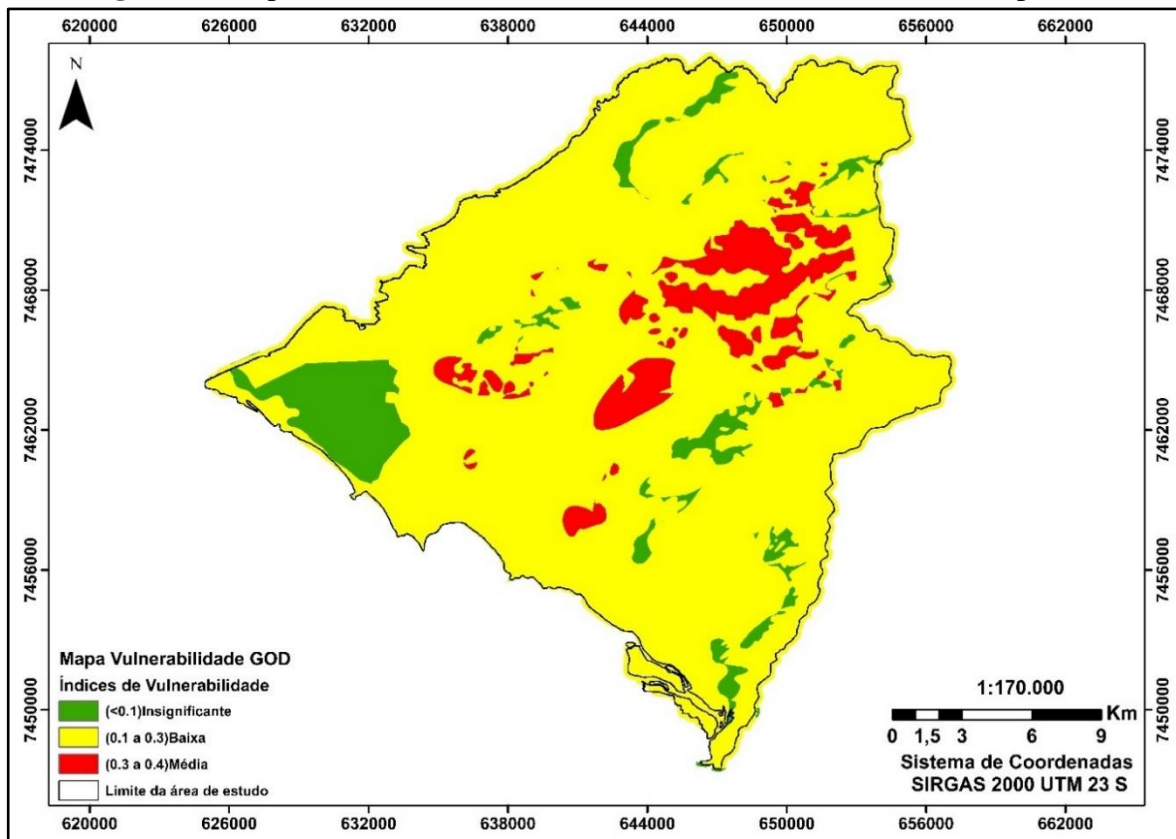 620000 626000 632000 638000 644000 650000 656000 662000
N
7474000 7474000
7468000 7468000
7462000 7462000
7456000 7456000
7450000 7450000
Mapa Vulnerabilidade GOD
Índices de Vulnerabilidade
(<0.1)Insignificante
(0.1 a 0.3)Baixa
(0.3 a 0.4)Média
Limite da área de estudo
1:170.000
Km
0 1,5 3 6 9
Sistema de Coordenadas
SIRGAS 2000 UTM 23 S
620000 626000 632000 638000 644000 650000 656000 662000